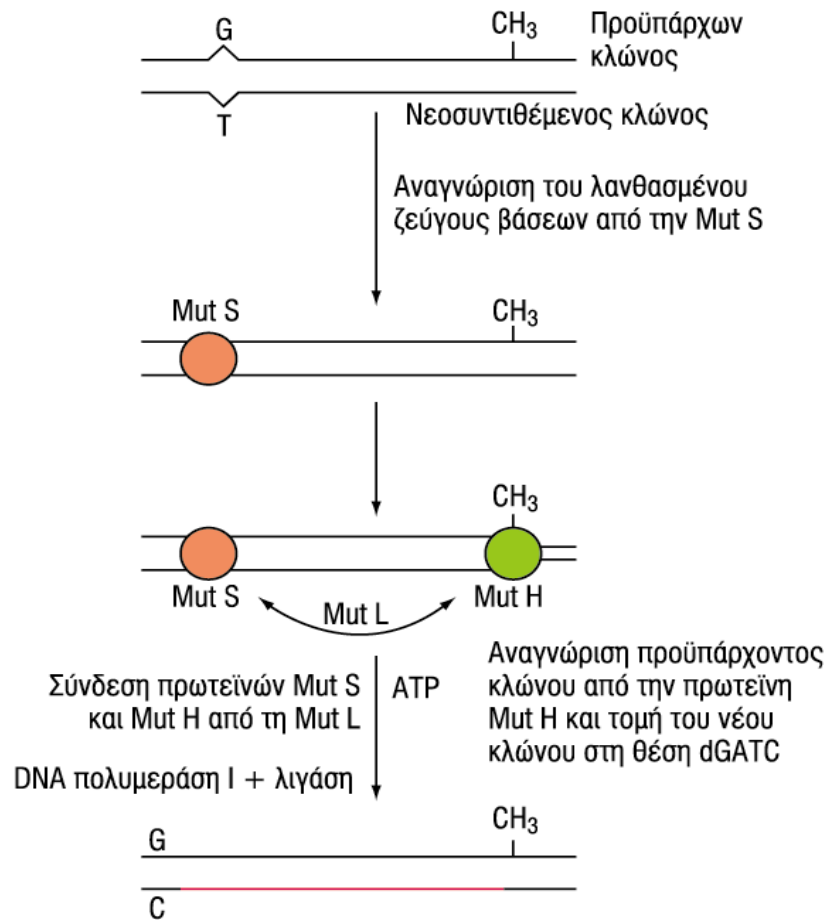 G
CH3
Προϋπάρχων
κλώνος
T
Νεοσυντιθέμενος κλώνος
Αναγνώριση του λανθασμένου
ζεύγους βάσεων από την Mut S
Mut S
CH3
CH3
Mut S
Mut L
Mut H
Σύνδεση πρωτεϊνών Mut S
και Mut H από τη Mut L
ATP
Αναγνώριση προϋπάρχοντος
κλώνου από την πρωτεϊνη
Mut H και τομή του νέου
κλώνου στη θέση dGATC
DNA πολυμεράση I + λιγάση
G
CH3
C